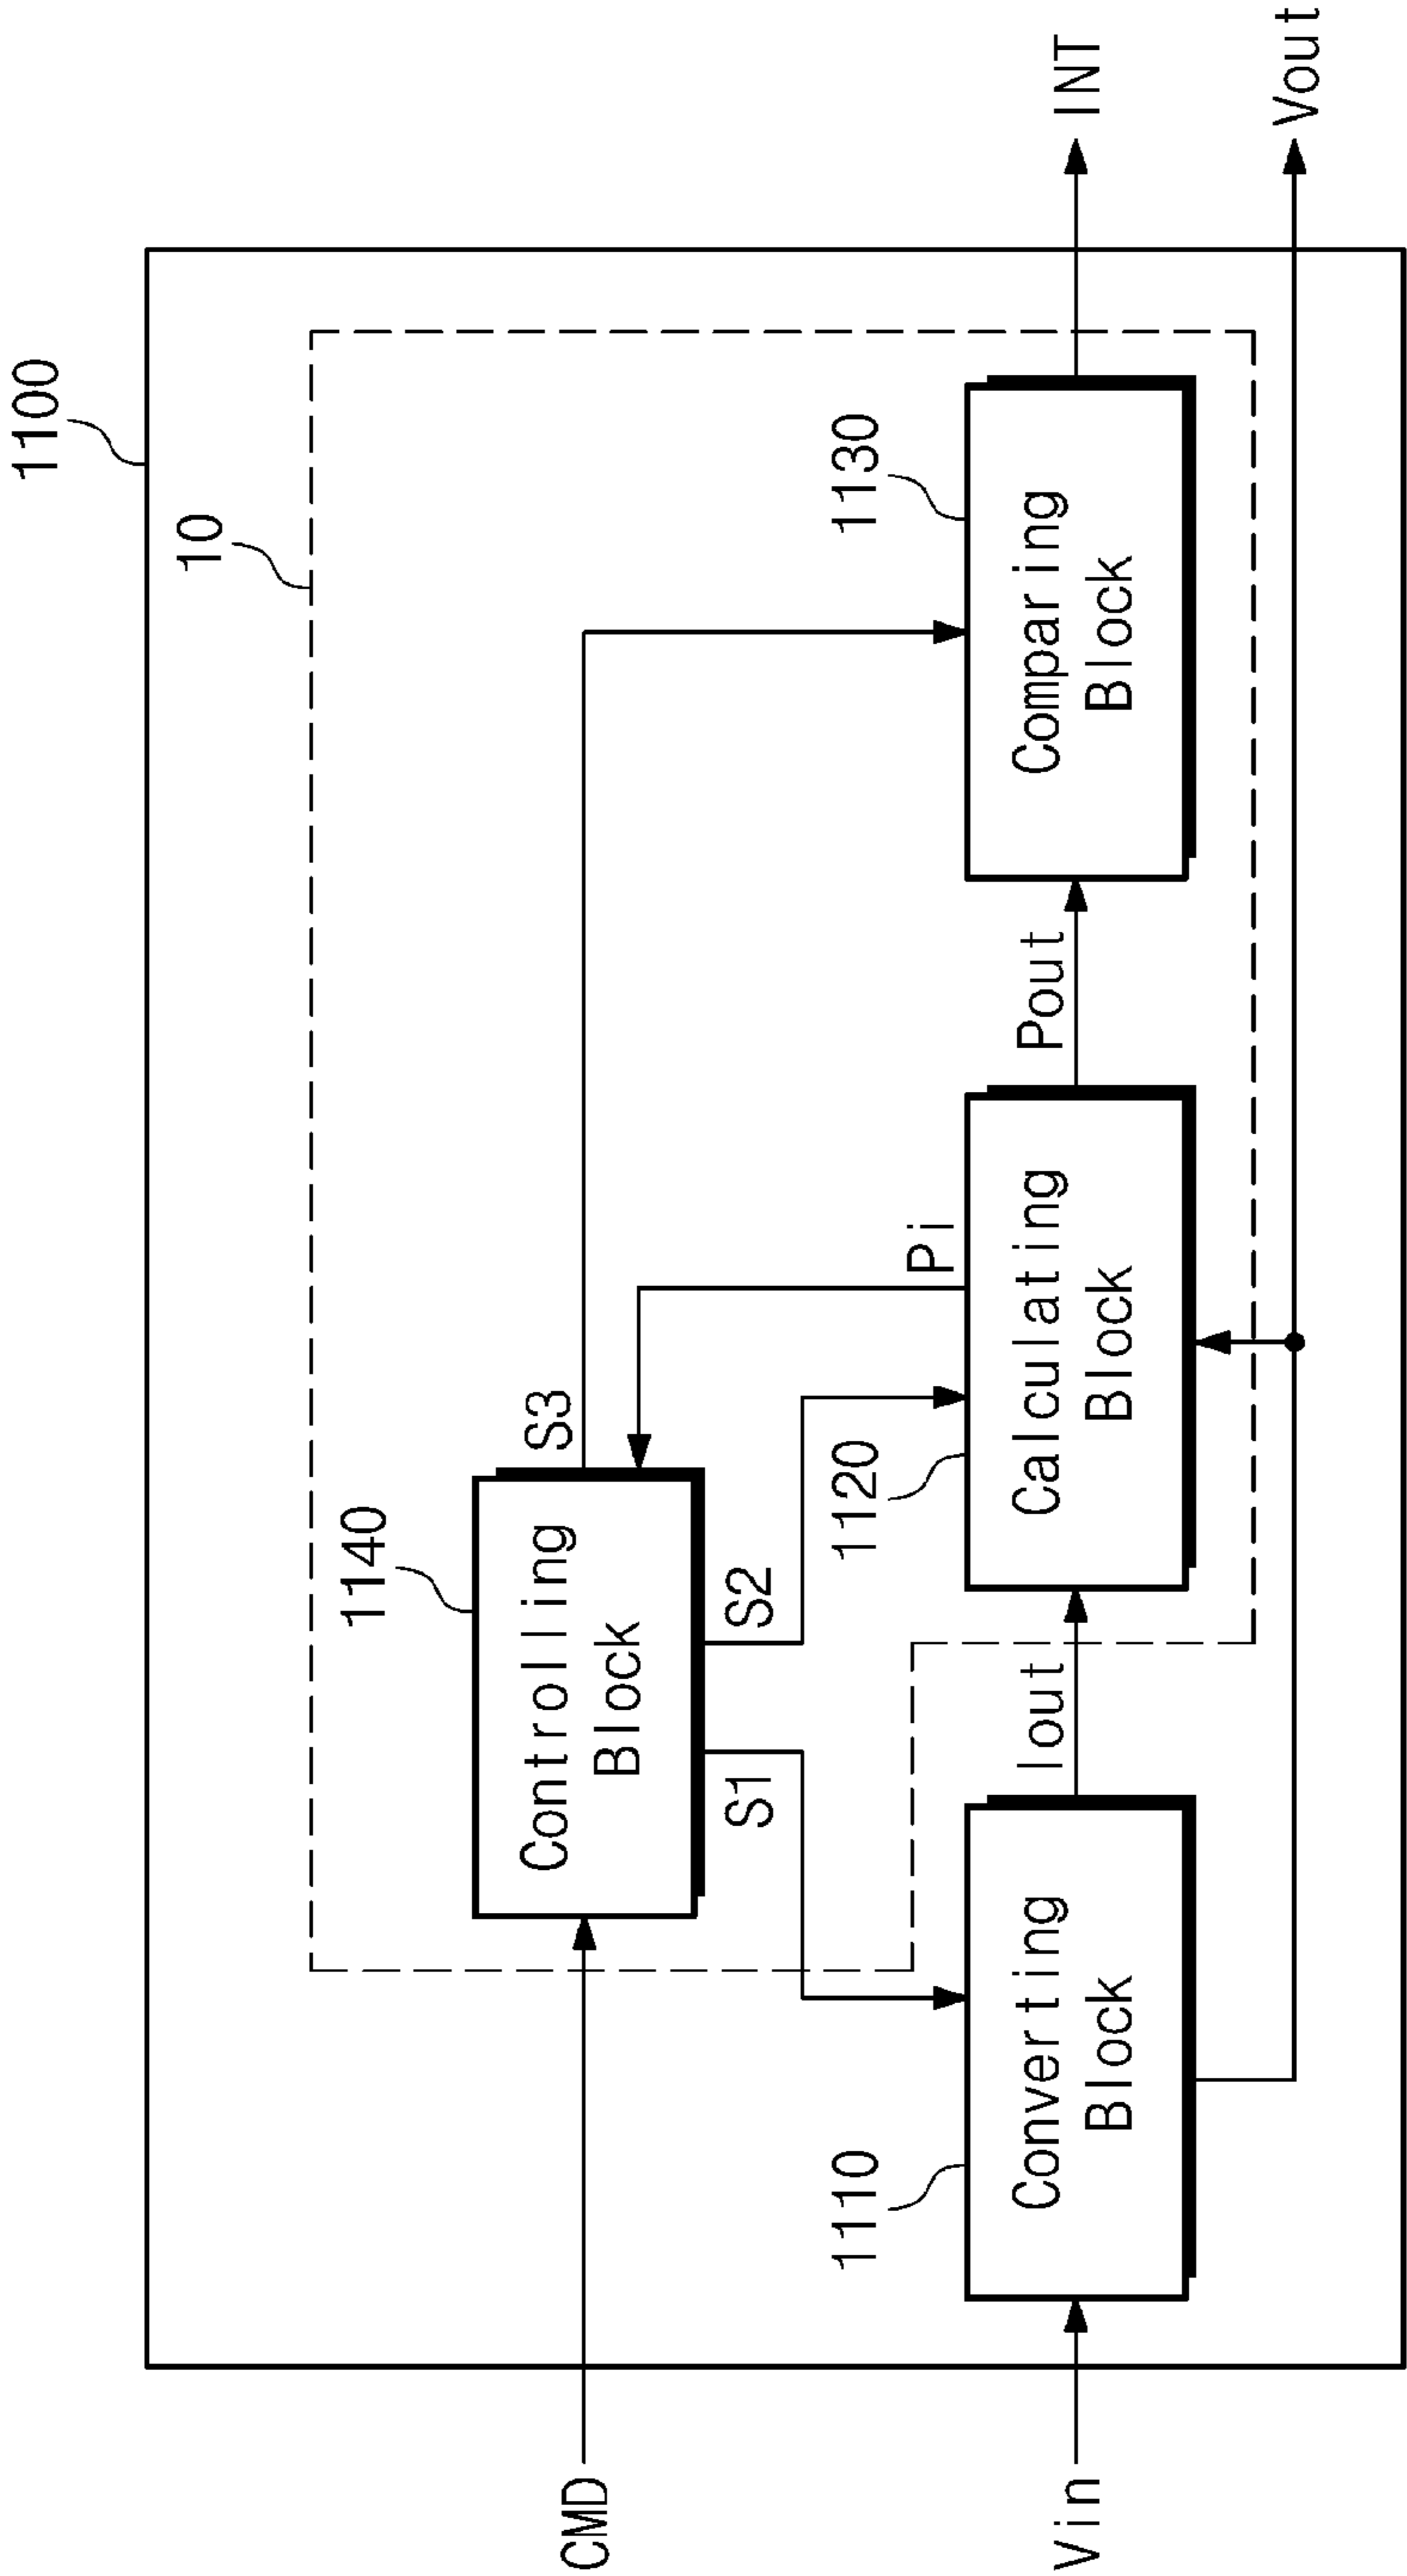 1100
10
1140
CMD
Controlling
Block
S3
S1
S2
Pi
1110
1120
1130
Vin
Converting
Block
Iout
Calculating
Block
Pout
Comparing
Block
INT
Vout